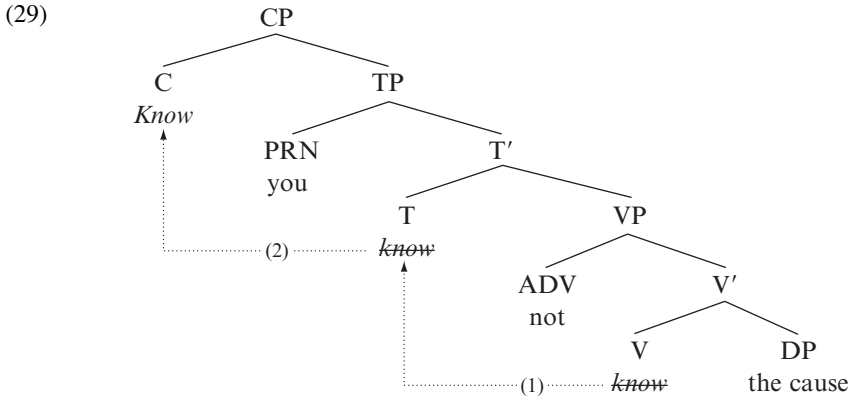 (29) CP
C TP
Know
PRN T′
you
T VP
(2) know
ADV V′
not
V DP
(1) know the cause